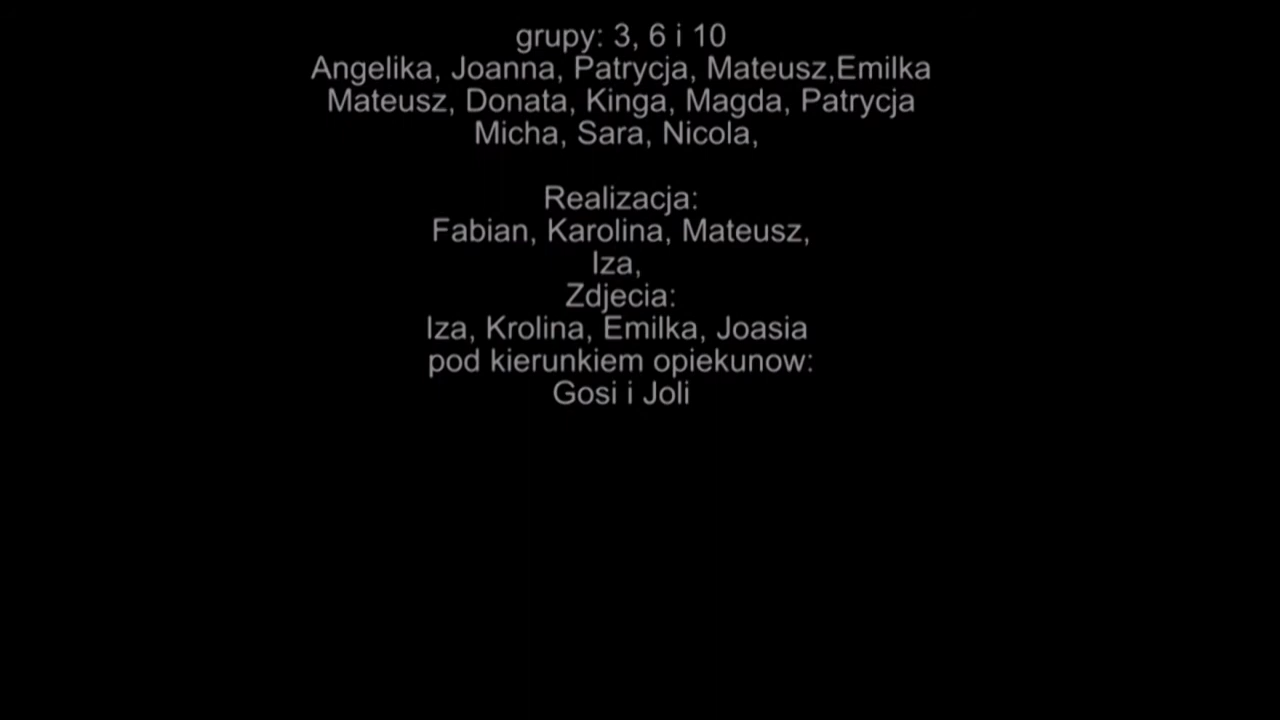 grupy: 3, 6 i 10
Angelika, Joanna, Patrycja, Mateusz,Emilka
Mateusz, Donata, Kinga, Magda, Patrycja
Micha, Sara, Nicola,
Realizacja:
Fabian, Karolina, Mateusz,
Iza,
Zdjecia:
Iza, Krolina, Emilka, Joasia
pod kierunkiem opiekunow:
Gosi i Joli